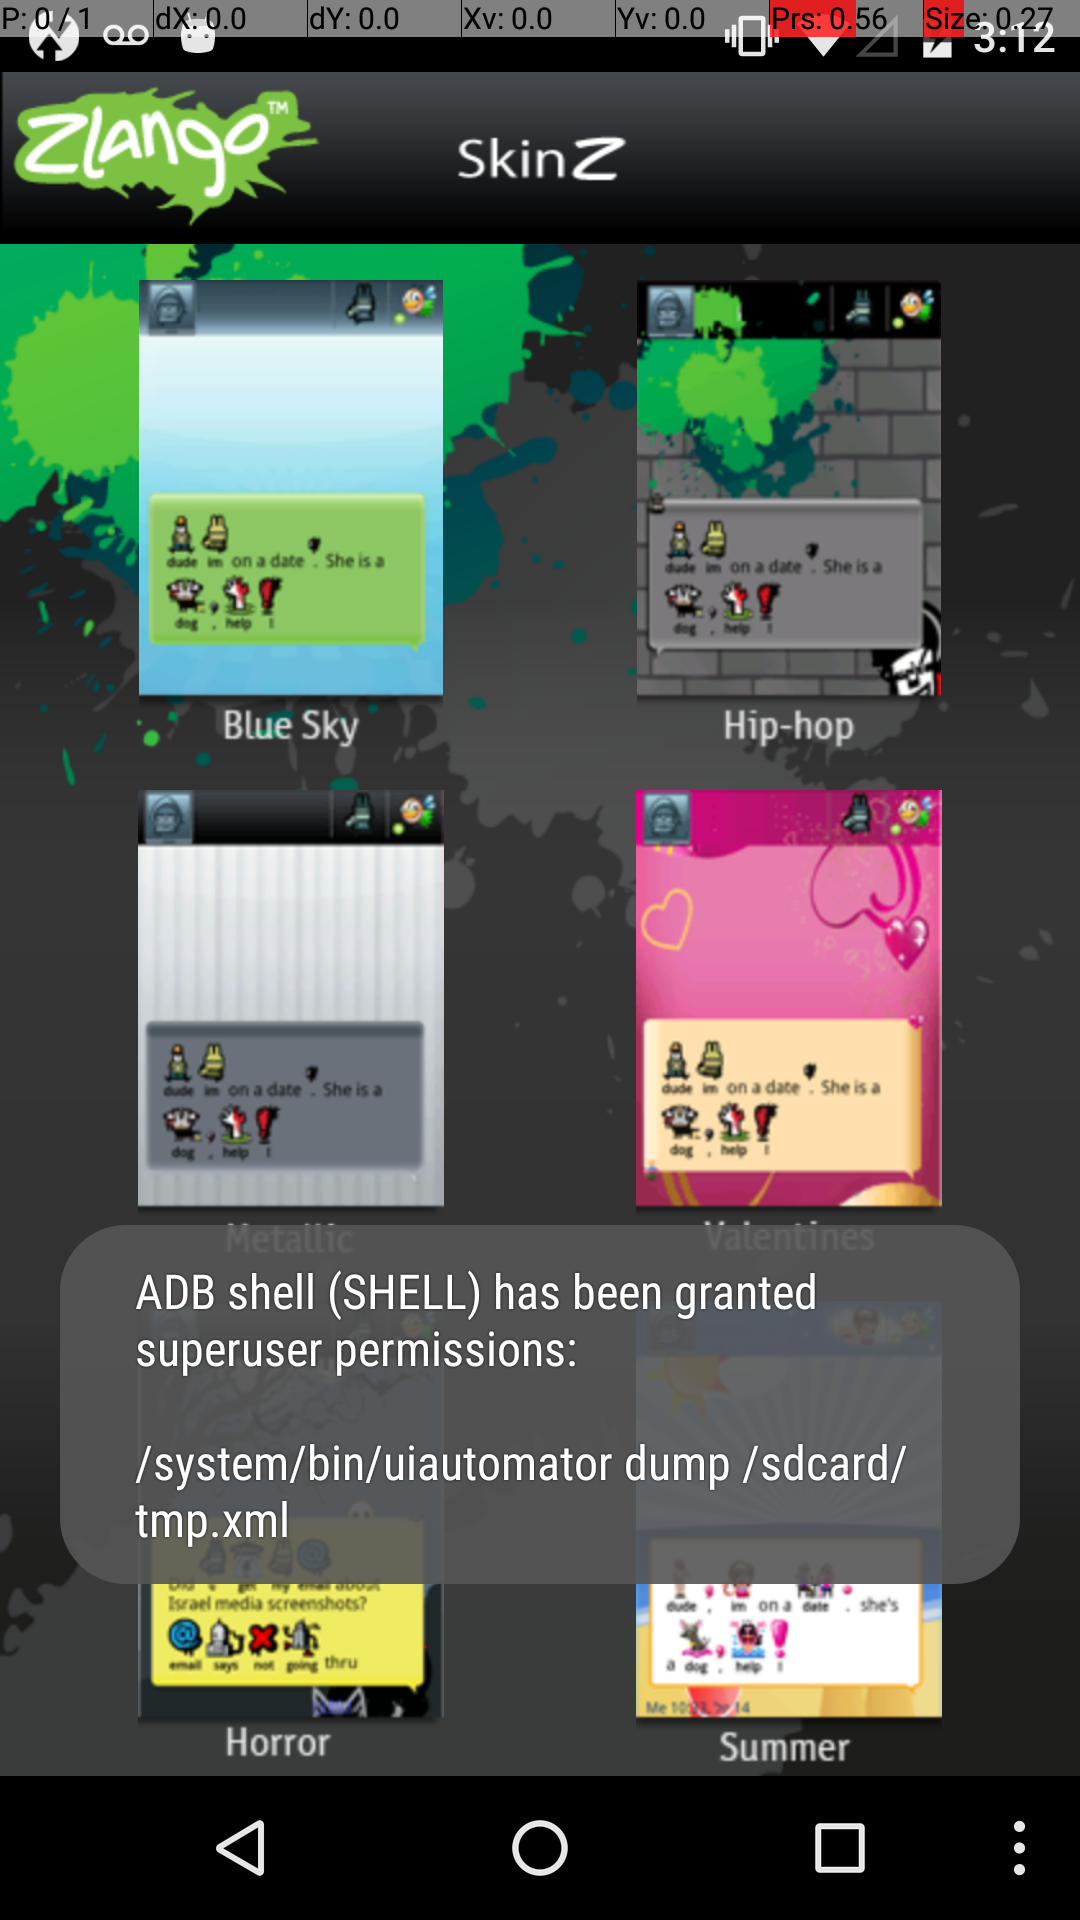 P: 0 / 1 dX: 0.0 dY: 0.0 Xv: 0.0 Yv: 0.0 Prs: 0.56 Size: 0.27
3:12
Zlango™ SkinZ
dude im on a date . She is a
dog , help !
Blue Sky
dude im on a date . She is a
dog , help !
Hip-hop
dude im on a date . She is a
dog , help !
Metallic
dude im on a date . She is a
dog , help !
Valentines
ADB shell (SHELL) has been granted
superuser permissions:
/system/bin/uiautomator dump /sdcard/
tmp.xml
Did u get my email about
Israel media screenshots?
email says not going thru
Horror
dude , im on a date . she's
a dog , help !
Summer